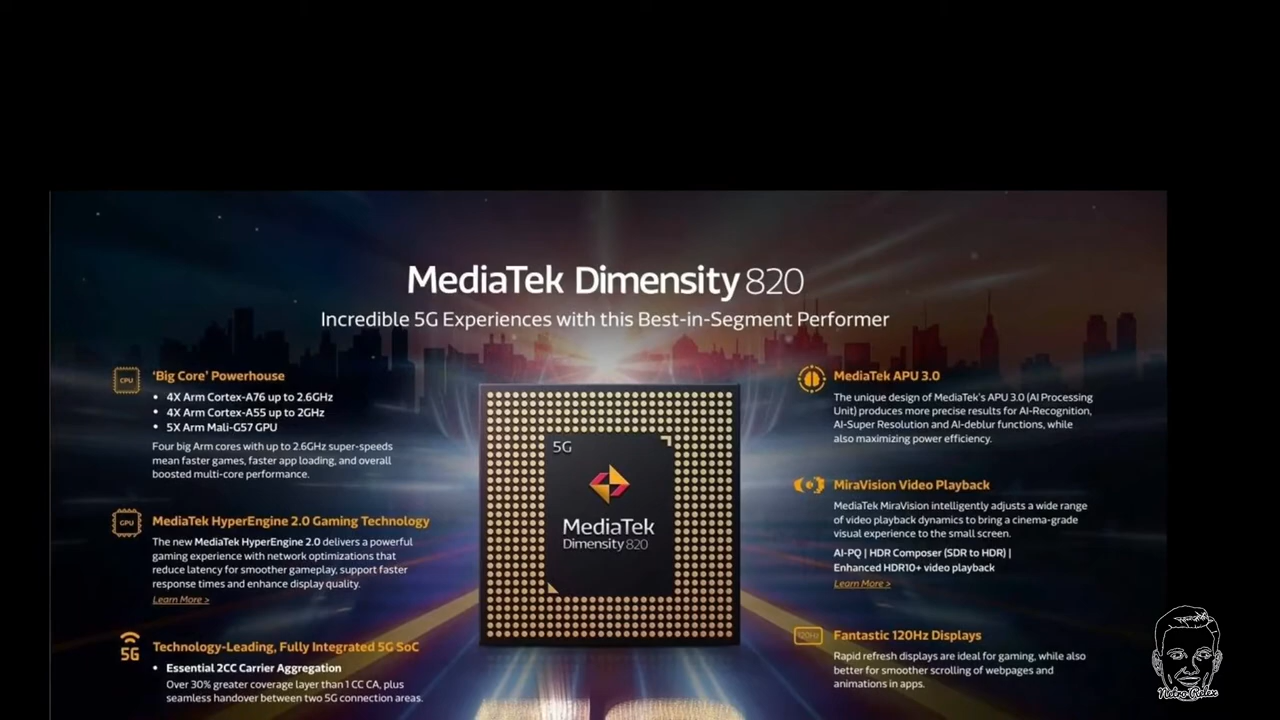 MediaTek Dimensity 820
Incredible 5G Experiences with this Best-in-Segment Performer
CPU
'Big Core' Powerhouse
• 4X Arm Cortex-A76 up to 2.6GHz
• 4X Arm Cortex-A55 up to 2GHz
• 5X Arm Mali-G57 GPU
Four big Arm cores with up to 2.6GHz super-speeds
mean faster games, faster app loading, and overall
boosted multi-core performance.
GPU
MediaTek HyperEngine 2.0 Gaming Technology
The new MediaTek HyperEngine 2.0 delivers a powerful
gaming experience with network optimizations that
reduce latency for smoother gameplay, support faster
response times and enhance display quality.
Learn More >
5G
Technology-Leading, Fully Integrated 5G SoC
• Essential 2CC Carrier Aggregation
Over 30% greater coverage layer than 1 CC CA, plus
seamless handover between two 5G connection areas.
5G
MediaTek
Dimensity 820
MediaTek APU 3.0
The unique design of MediaTek's APU 3.0 (AI Processing
Unit) produces more precise results for AI-Recognition,
AI-Super Resolution and AI-deblur functions, while
also maximizing power efficiency.
MiraVision Video Playback
MediaTek MiraVision intelligently adjusts a wide range
of video playback dynamics to bring a cinema-grade
visual experience to the small screen.
AI-PQ | HDR Composer (SDR to HDR) |
Enhanced HDR10+ video playback
Learn More >
120Hz
Fantastic 120Hz Displays
Rapid refresh displays are ideal for gaming, while also
better for smoother scrolling of webpages and
animations in apps.